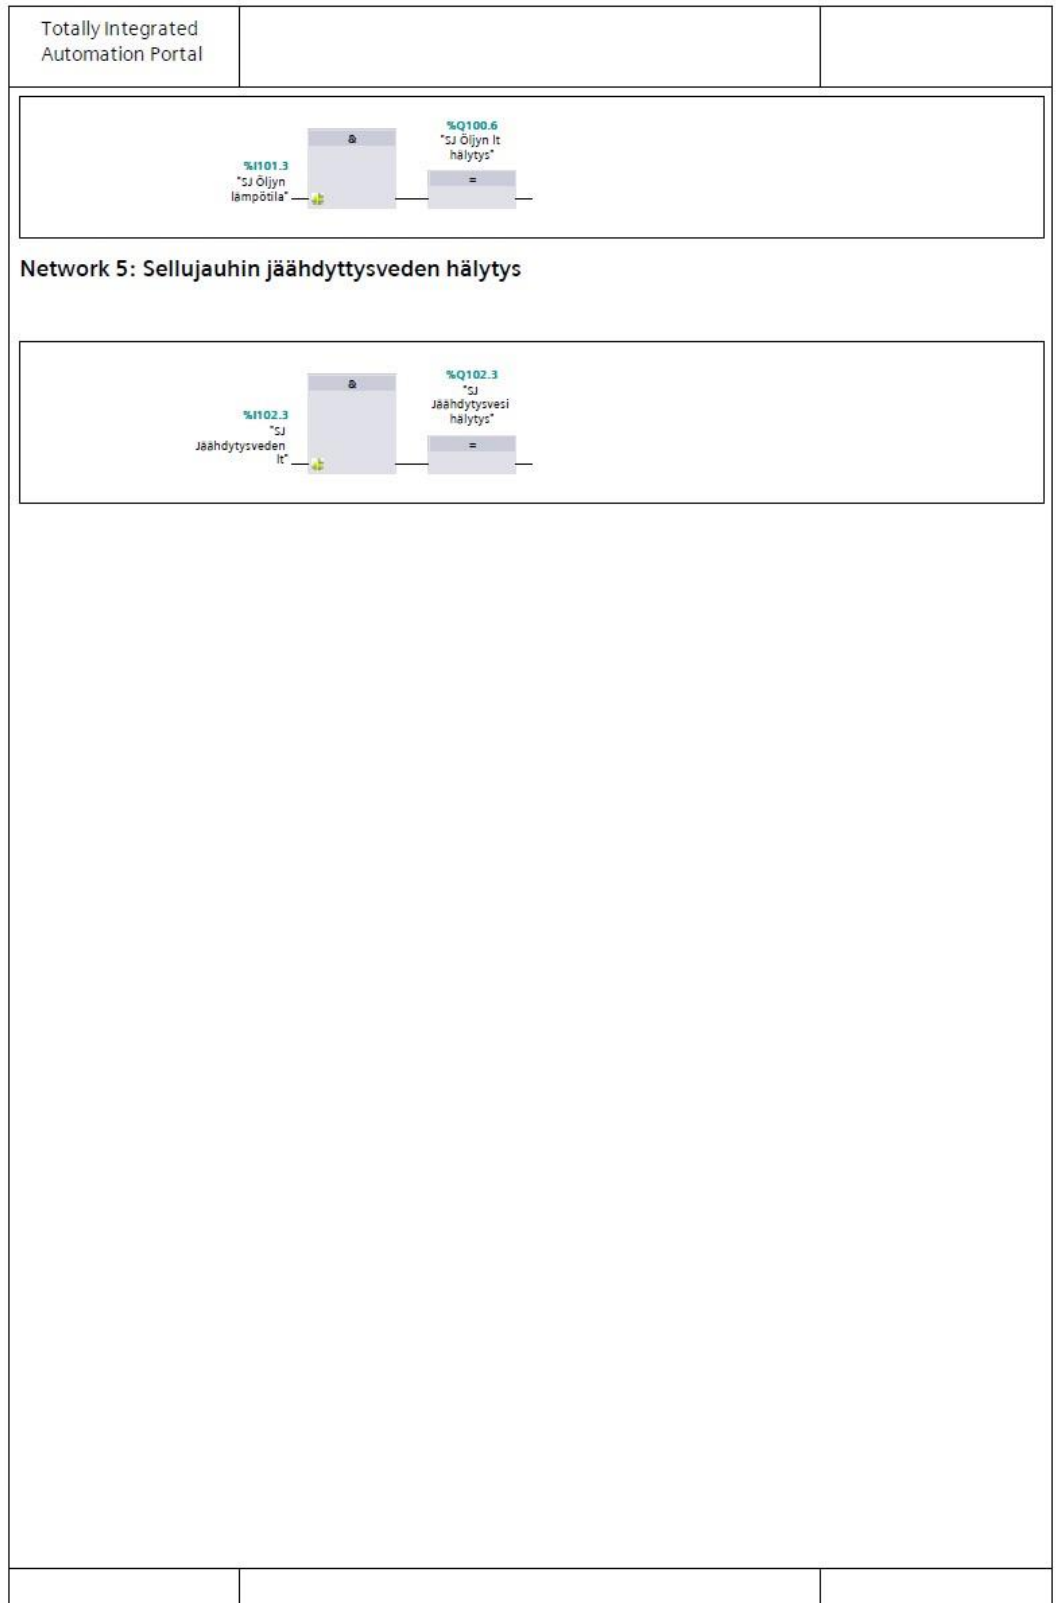 Totally Integrated
Automation Portal
&
%Q100.6
"SJ Öljyn lt
hälytys"
%I101.3
"SJ Öljyn
lämpötila"
=
Network 5: Sellujauhin jäähdyttysveden hälytys
&
%Q102.3
"SJ
Jäähdytysvesi
hälytys"
%I102.3
"SJ
Jäähdytysveden
lt"
=